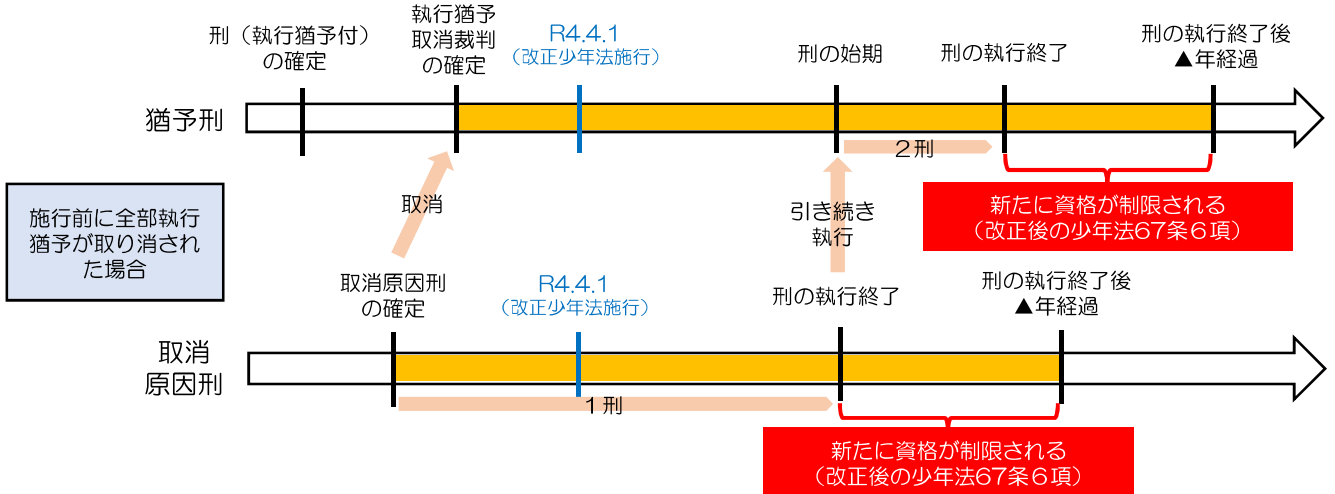 刑（執行猶予付）
の確定
執行猶予
取消裁判
の確定
R4.4.1
（改正少年法施行）
刑の始期
刑の執行終了
刑の執行終了後
▲年経過
猶予刑
2刑
取消
引き続き
執行
新たに資格が制限される
（改正後の少年法67条6項）
施行前に全部執行
猶予が取り消され
た場合
取消原因刑
の確定
R4.4.1
（改正少年法施行）
刑の執行終了
刑の執行終了後
▲年経過
取消
原因刑
1刑
新たに資格が制限される
（改正後の少年法67条6項）